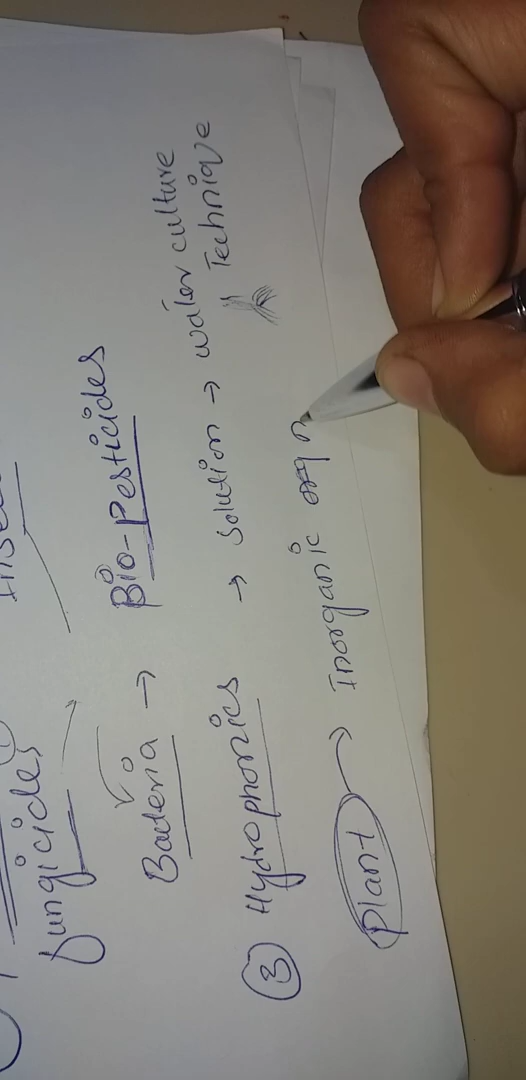 fungicides
Bacteria → Bio-Pesticides
③ Hydrophonics → Solution → water culture
Technique
Plant → Inorganic